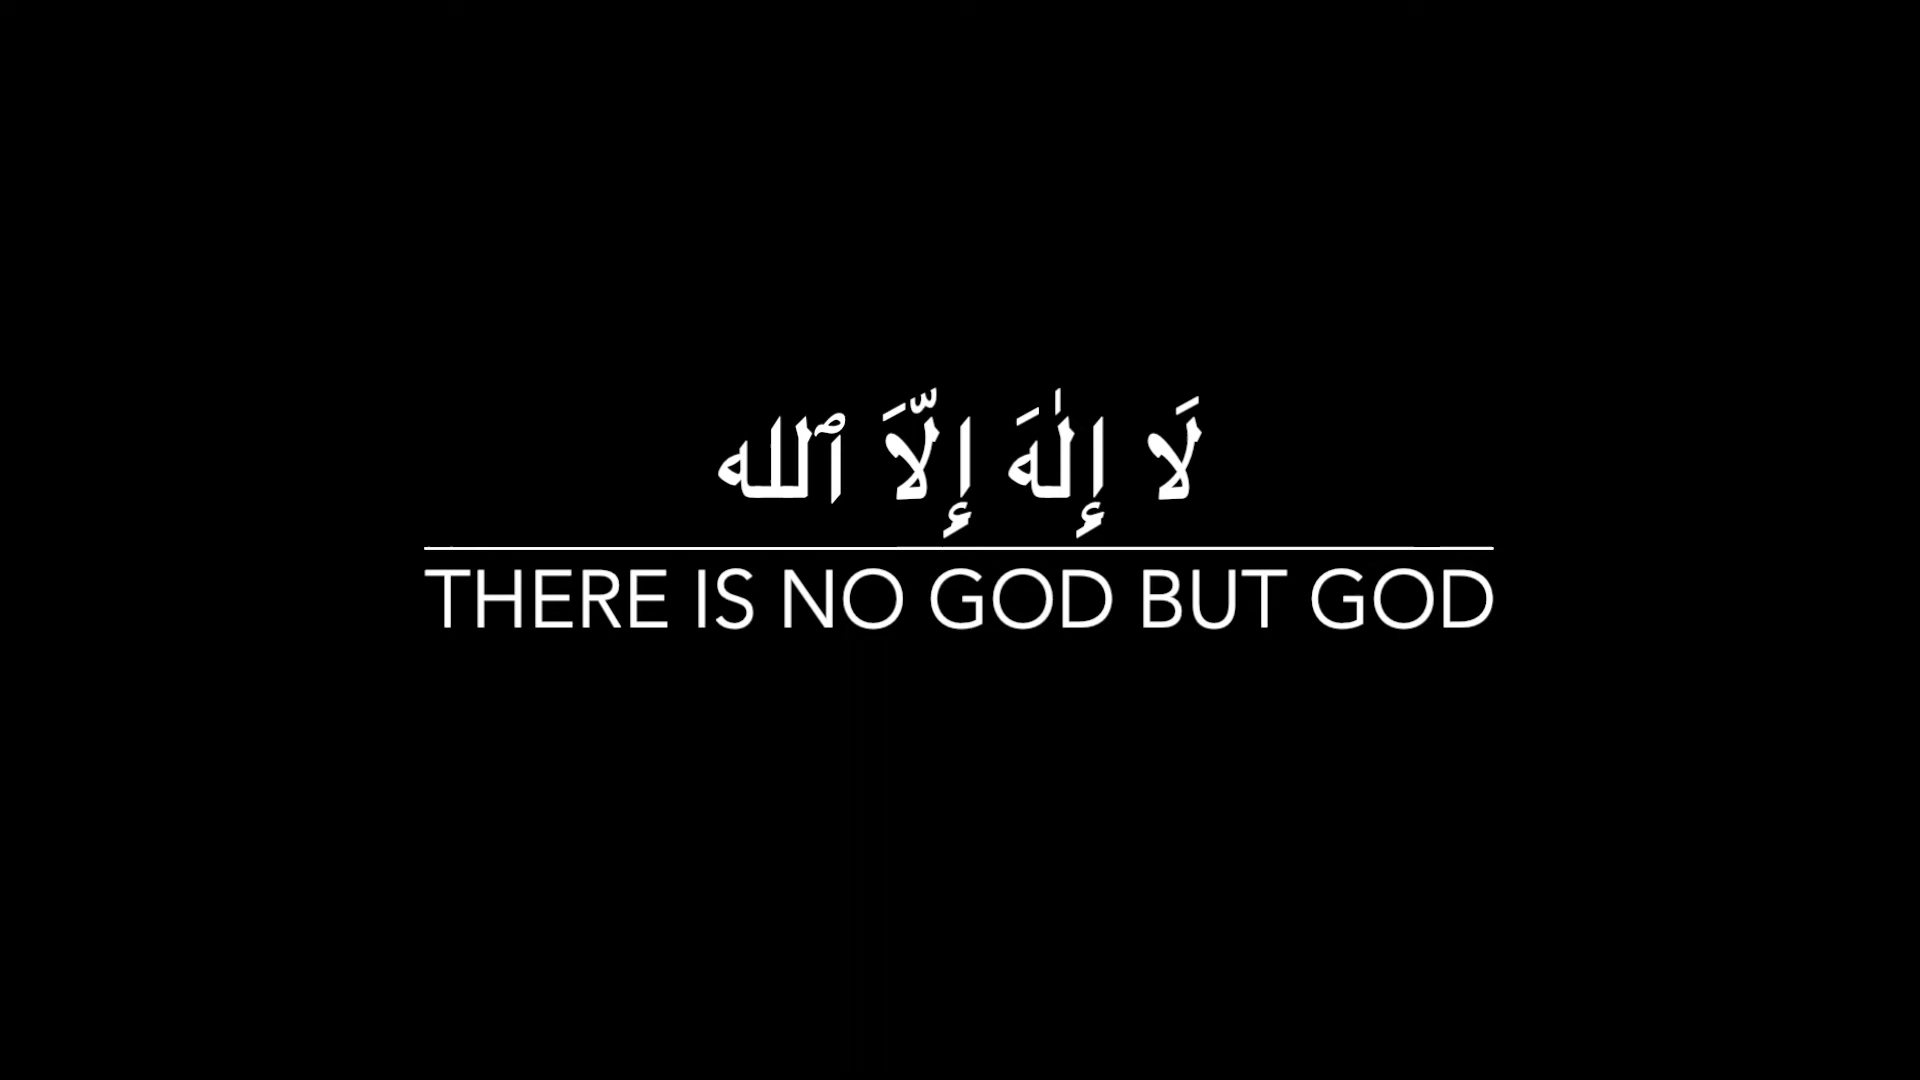 لَا إِلٰهَ إِلَّاَ ٱلله
THERE IS NO GOD BUT GOD